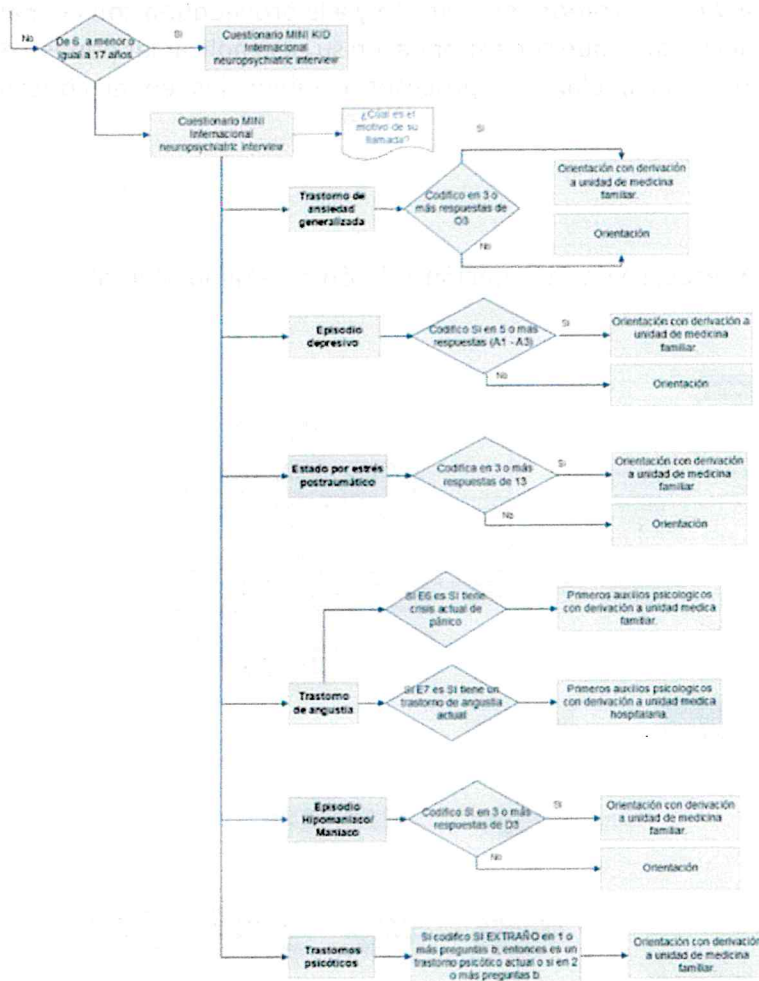 No
De 6 a menor o
igual a 17 años
Si
Cuestionario MINI KID
Internacional
neuropsychiatric interview
Cuestionario MINI
Internacional
neuropsychiatric interview
¿Cúal es el
motivo de su
llamada?
Trastorno de
ansiedad
generalizada
Codifico en 3 o
más respuestas de
O3
Si
Orientación con derivación
a unidad de medicina
familiar.
No
Orientación
Episodio
depresivo
Codifico Si en 5 o más
respuestas (A1 - A3)
Si
Orientación con derivación a
unidad de medicina
familiar.
No
Orientación
Estado por estrés
postraumático
Codifica en 3 o más
respuestas de 13
Si
Orientación con derivación
a unidad de medicina
familiar.
No
Orientación
Trastorno
de angustia
SI E6 es SI tiene
crisis actual de
pánico
Primeros auxilios psicologicos
con derivación a unidad medica
familiar.
SI E7 es SI tiene un
trastorno de angustia
actual
Primeros auxilios psicologicos
con derivación a unidad medica
hospitalaria.
Episodio
Hipomaniaco/
Maniaco
Codifico SI en 3 o más
respuestas de D3
Si
Orientación con derivación
a unidad de medicina
familiar.
No
Orientación
Trastornos
psicóticos
Si codifico SI EXTRAÑO en 1 o
más preguntas b, entonces es un
trastorno psicótico actual o si en 2
o más preguntas b
Orientación con derivación
a unidad de medicina
familiar.